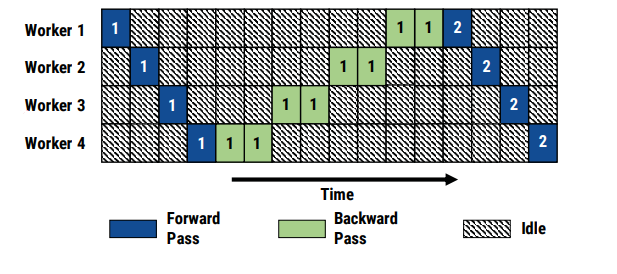 Worker 1 1 1 1 2
Worker 2 1 1 1 2
Worker 3 1 1 1 2
Worker 4 1 1 1 2
Time
Forward Pass
Backward Pass
Idle